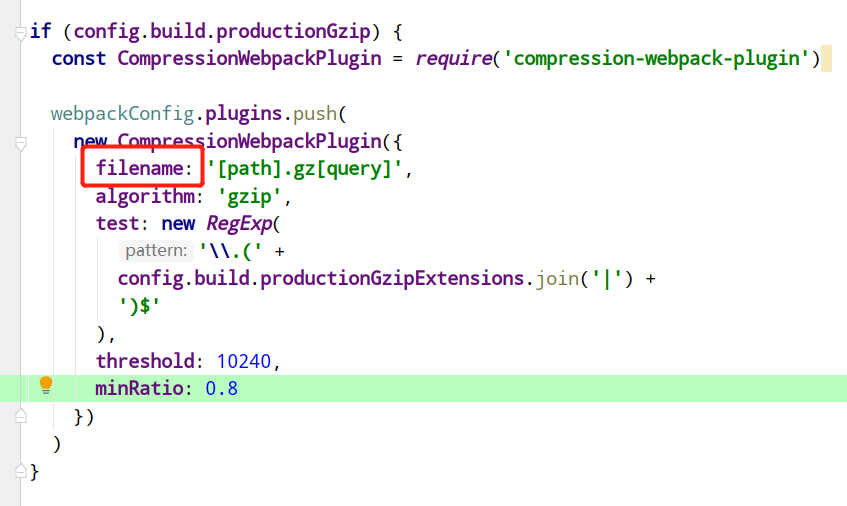 if (config.build.productionGzip) {
const CompressionWebpackPlugin = require('compression-webpack-plugin')
webpackConfig.plugins.push(
new CompressionWebpackPlugin({
filename: '[path].gz[query]',
algorithm: 'gzip',
test: new RegExp(
pattern: '\\.(' +
config.build.productionGzipExtensions.join('|') +
')$'
),
threshold: 10240,
minRatio: 0.8
})
)
}